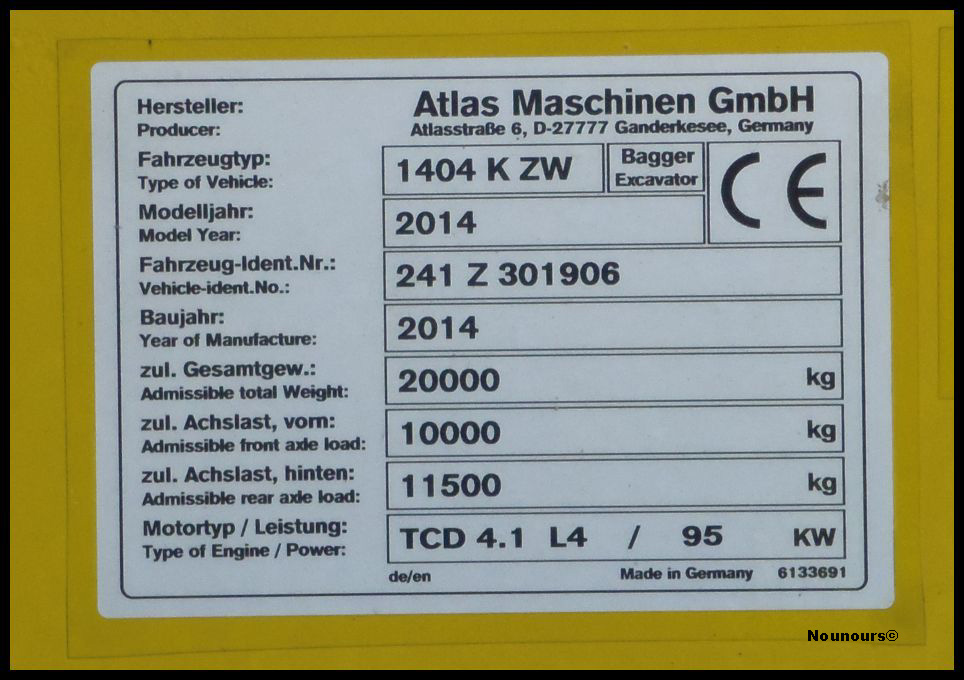 Hersteller: Atlas Maschinen GmbH
Producer: Atlasstraße 6, D-27777 Ganderkesee, Germany
Fahrzeugtyp: 1404 K ZW Bagger
Type of Vehicle: Excavator CE
Modelljahr: 2014
Model Year:
Fahrzeug-Ident.Nr.: 241 Z 301906
Vehicle-ident.No.:
Baujahr: 2014
Year of Manufacture:
zul. Gesamtgew.: 20000 kg
Admissible total Weight:
zul. Achslast, vorn: 10000 kg
Admissible front axle load:
zul. Achslast, hinten: 11500 kg
Admissible rear axle load:
Motortyp / Leistung: TCD 4.1 L4 / 95 KW
Type of Engine / Power:
de/en Made in Germany 6133691
Nounours©